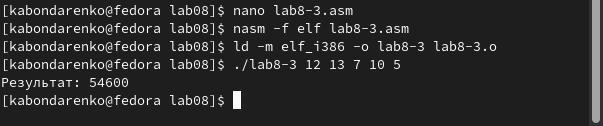 [kabondarenko@fedora lab08]$ nano lab8-3.asm
[kabondarenko@fedora lab08]$ nasm -f elf lab8-3.asm
[kabondarenko@fedora lab08]$ ld -m elf_i386 -o lab8-3 lab8-3.o
[kabondarenko@fedora lab08]$ ./lab8-3 12 13 7 10 5
Результат: 54600
[kabondarenko@fedora lab08]$